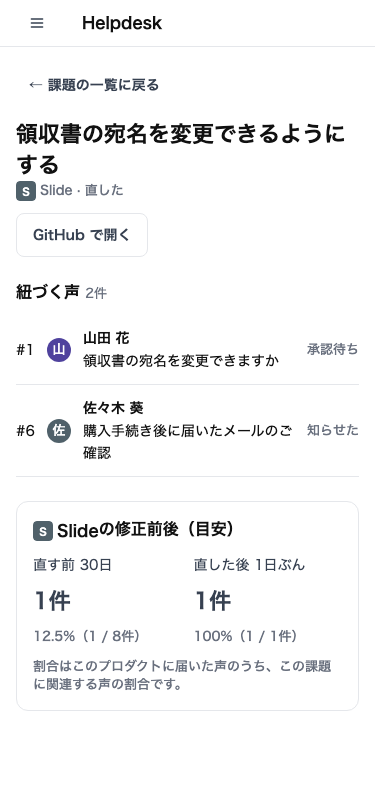 Helpdesk
← 課題の一覧に戻る
領収書の宛名を変更できるように
する
S Slide · 直した
GitHub で開く
紐づく声 2件
#1 山 山田 花 承認待ち
領収書の宛名を変更できますか
#6 佐 佐々木 葵 知らせた
購入手続き後に届いたメールのご
確認
S Slideの修正前後（目安）
直す前 30日 直した後 1日ぶん
1件 1件
12.5%（1 / 8件） 100%（1 / 1件）
割合はこのプロダクトに届いた声のうち、この課題
に関連する声の割合です。